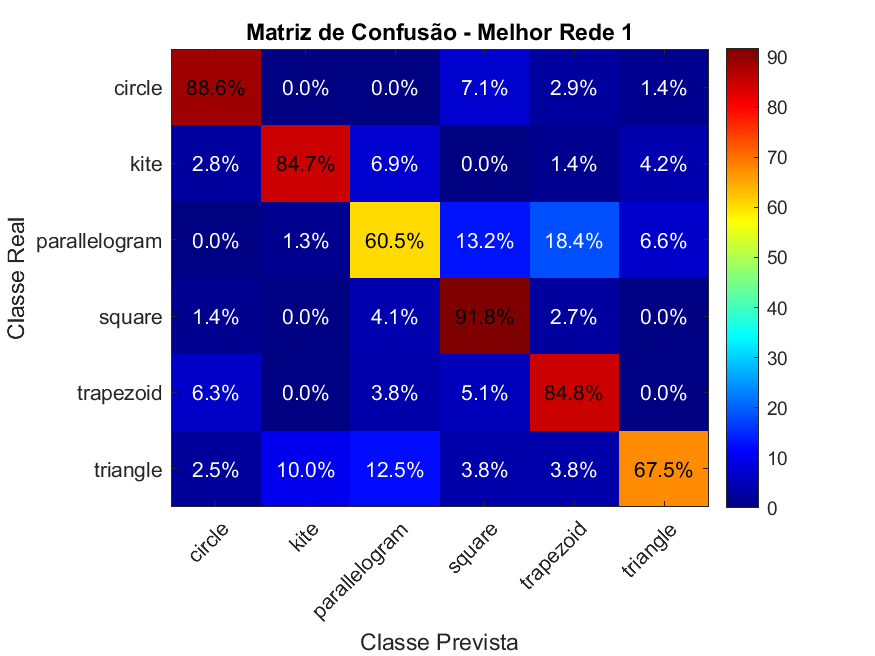 Matriz de Confusão - Melhor Rede 1
Classe Real
circle 88.6% 0.0% 0.0% 7.1% 2.9% 1.4%
kite 2.8% 84.7% 6.9% 0.0% 1.4% 4.2%
parallelogram 0.0% 1.3% 60.5% 13.2% 18.4% 6.6%
square 1.4% 0.0% 4.1% 91.8% 2.7% 0.0%
trapezoid 6.3% 0.0% 3.8% 5.1% 84.8% 0.0%
triangle 2.5% 10.0% 12.5% 3.8% 3.8% 67.5%
circle kite parallelogram square trapezoid triangle
Classe Prevista
90
80
70
60
50
40
30
20
10
0